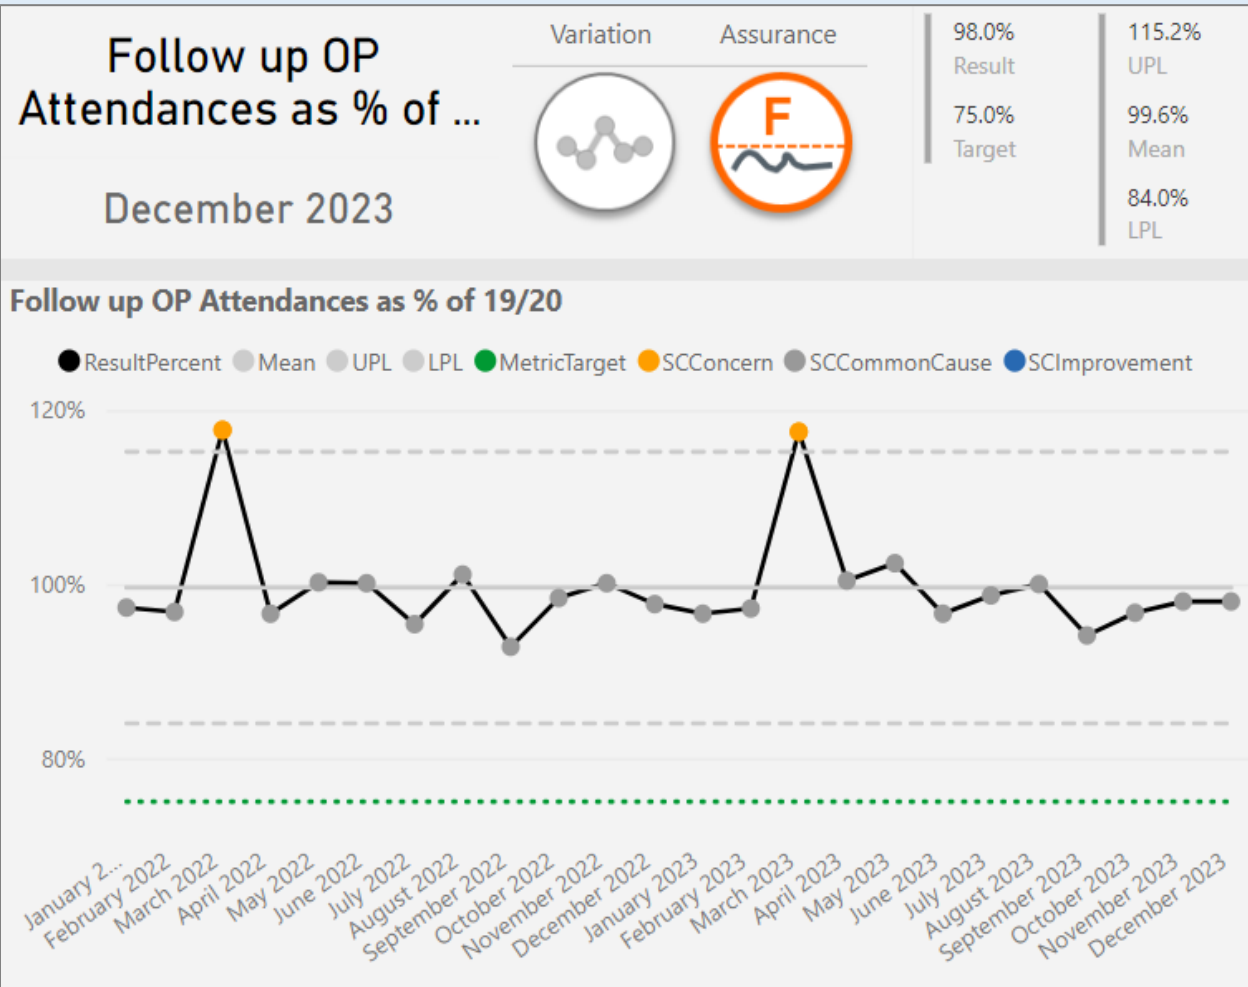 Follow up OP
Attendances as % of ...
December 2023
Variation
Assurance
F
98.0%
Result
75.0%
Target
115.2%
UPL
99.6%
Mean
84.0%
LPL
Follow up OP Attendances as % of 19/20
ResultPercent Mean UPL LPL MetricTarget SCConcern SCCommonCause SCImprovement
120%
100%
80%
January 2...
February 2022
March 2022
April 2022
May 2022
June 2022
July 2022
August 2022
September 2022
October 2022
November 2022
December 2022
January 2023
February 2023
March 2023
April 2023
May 2023
June 2023
July 2023
August 2023
September 2023
October 2023
November 2023
December 2023